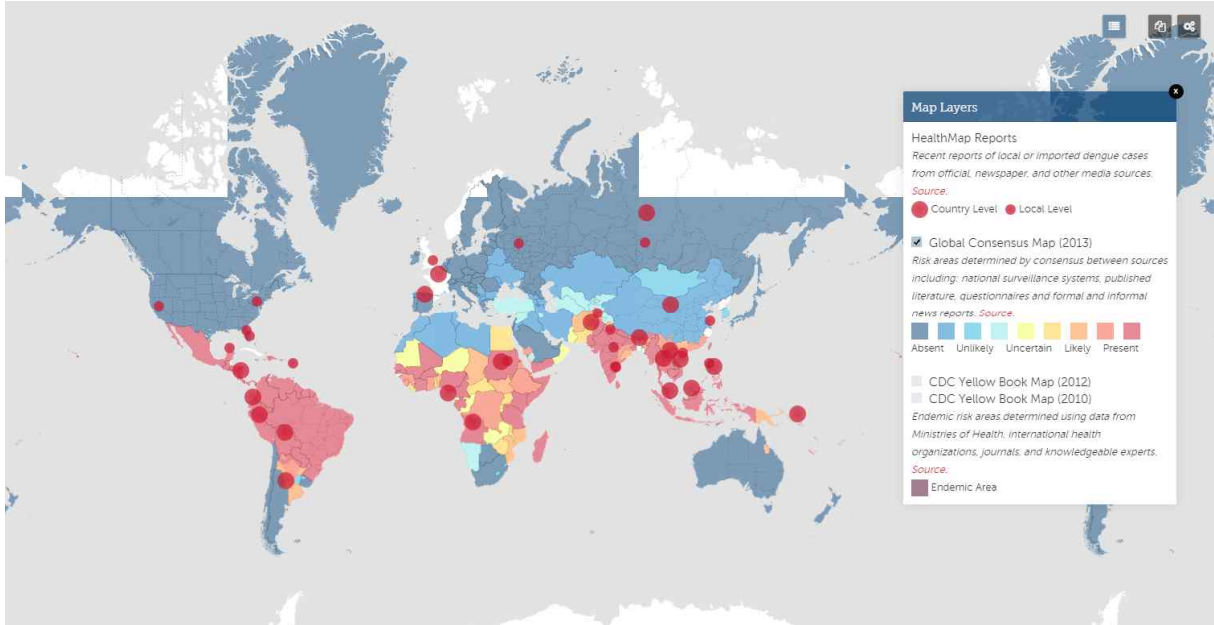 x
Map Layers
HealthMap Reports
Recent reports of local or imported dengue cases
from official, newspaper, and other media sources.
Source:
Country Level Local Level
Global Consensus Map (2013)
Risk areas determined by consensus between sources
including: national surveillance systems, published
literature, questionnaires and formal and informal
news reports. Source.
Absent Unlikely Uncertain Likely Present
CDC Yellow Book Map (2012)
CDC Yellow Book Map (2010)
Endemic risk areas determined using data from
Ministries of Health, international health
organizations, journals, and knowledgeable experts.
Source:
Endemic Area